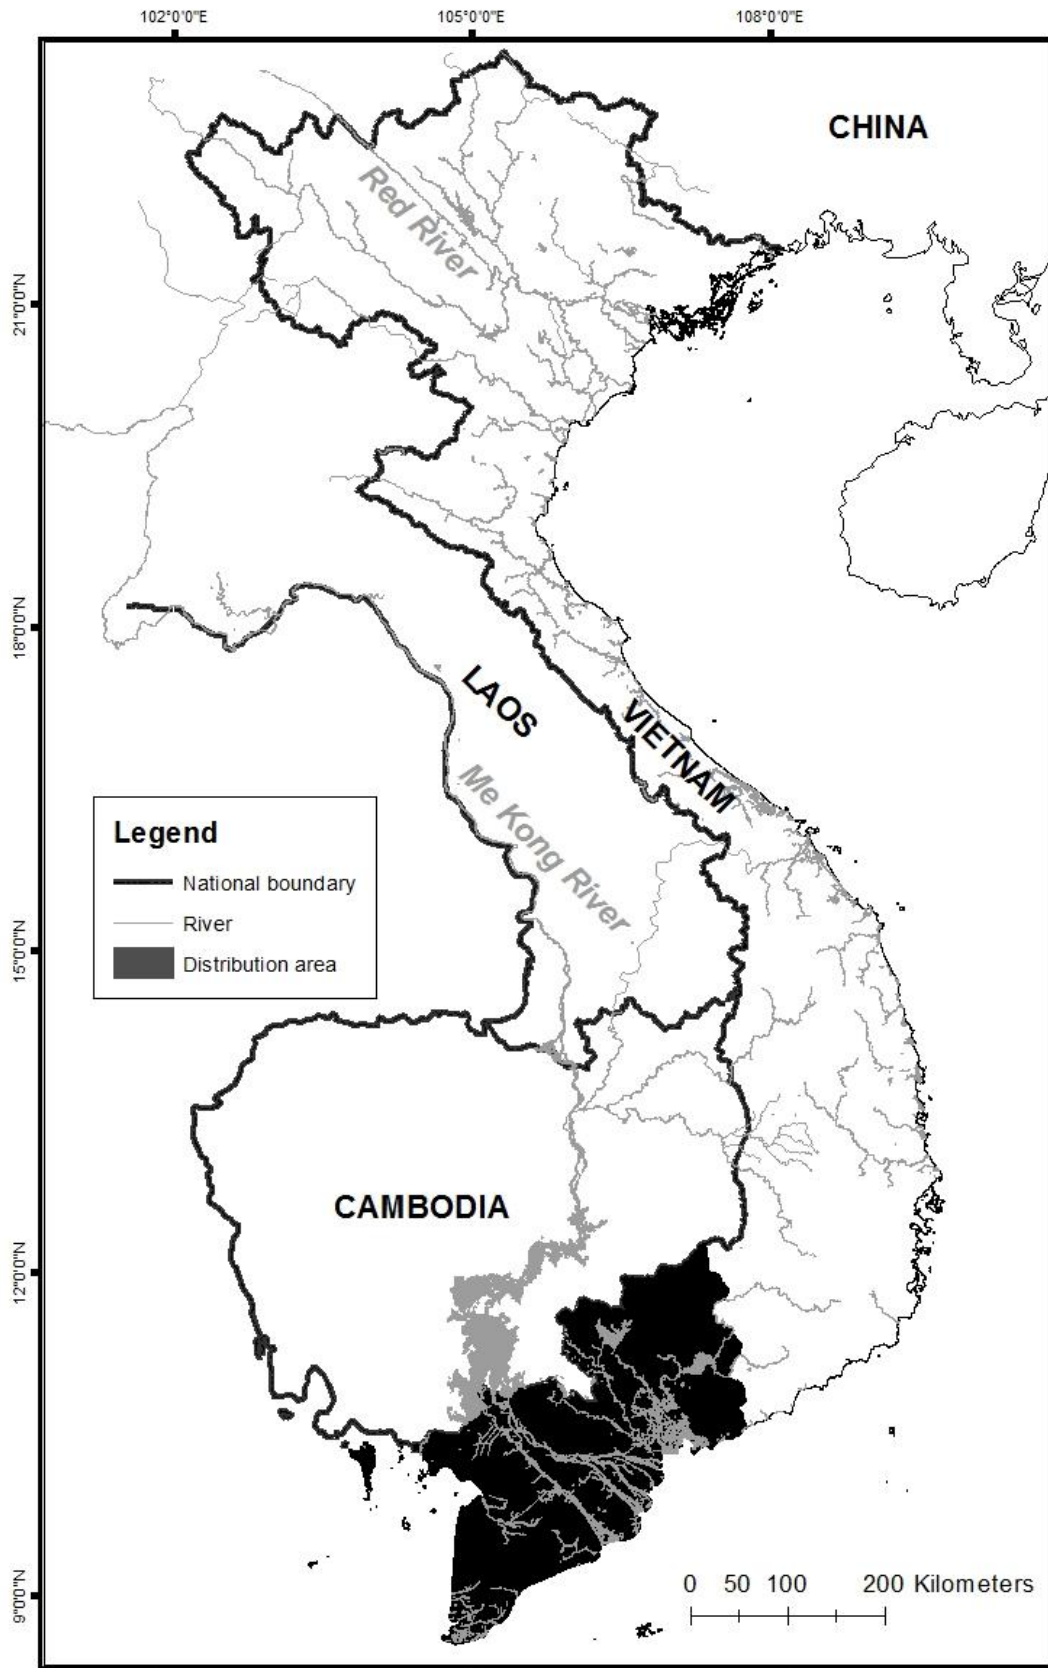 102°0'0"E
105°0'0"E
108°0'0"E
CHINA
Red River
21°0'0"N
18°0'0"N
LAOS
VIETNAM
Me Kong River
Legend
National boundary
River
Distribution area
15°0'0"N
CAMBODIA
12°0'0"N
9°0'0"N
0 50 100 200 Kilometers